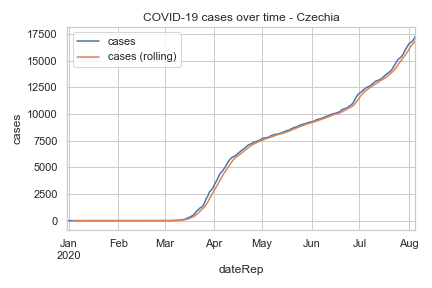 COVID-19 cases over time - Czechia
cases
cases (rolling)
17500
15000
12500
10000
7500
5000
2500
0
cases
Jan Feb Mar Apr May Jun Jul Aug
2020
dateRep